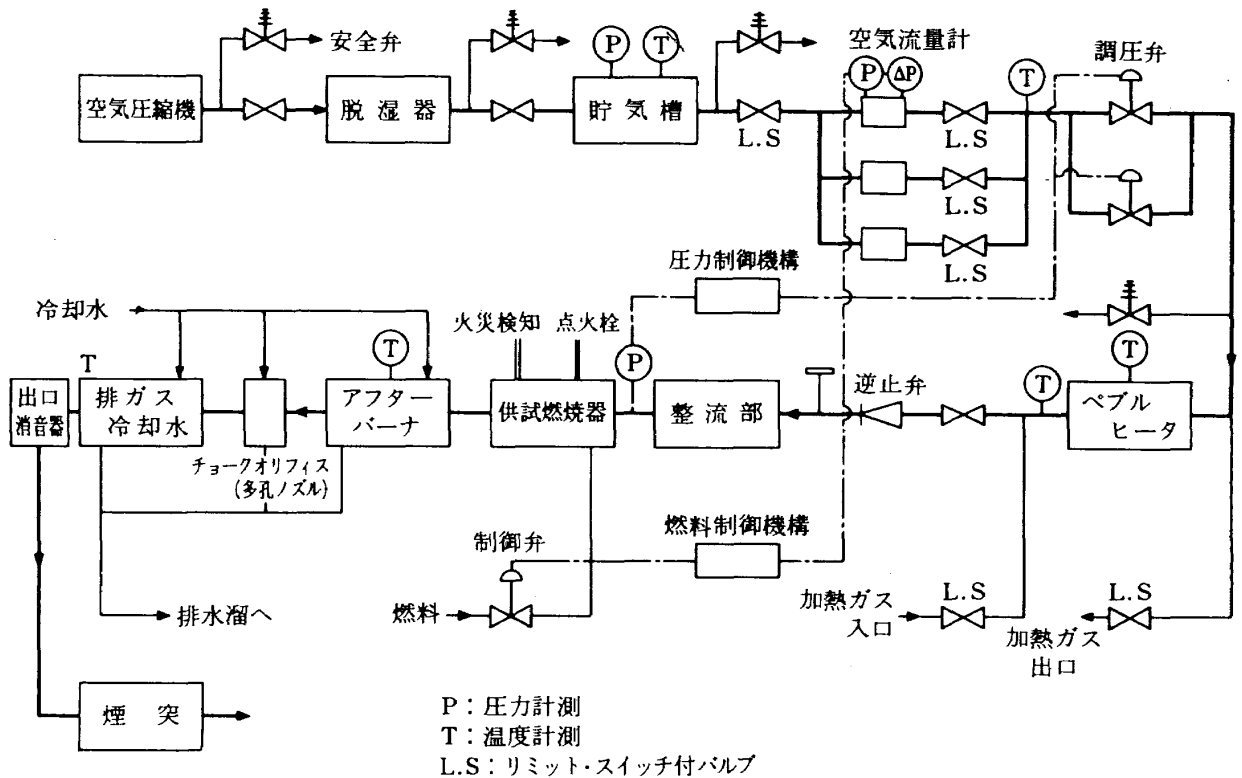 安全弁
P
T
空気流量計
P
ΔP
T
調圧弁
空気圧縮機
脱湿器
貯気槽
L.S
L.S
L.S
L.S
圧力制御機構
冷却水
火災検知
点火栓
T
T
P
逆止弁
T
T
出口
消音器
排ガス
冷却水
アフター
バーナ
供試燃焼器
整流部
ペブル
ヒータ
チョークオリフィス
(多孔ノズル)
制御弁
燃料制御機構
排水溜へ
燃料
加熱ガス
入口
L.S
加熱ガス
出口
L.S
煙突
P:圧力計測
T:温度計測
L.S:リミット・スイッチ付バルブ